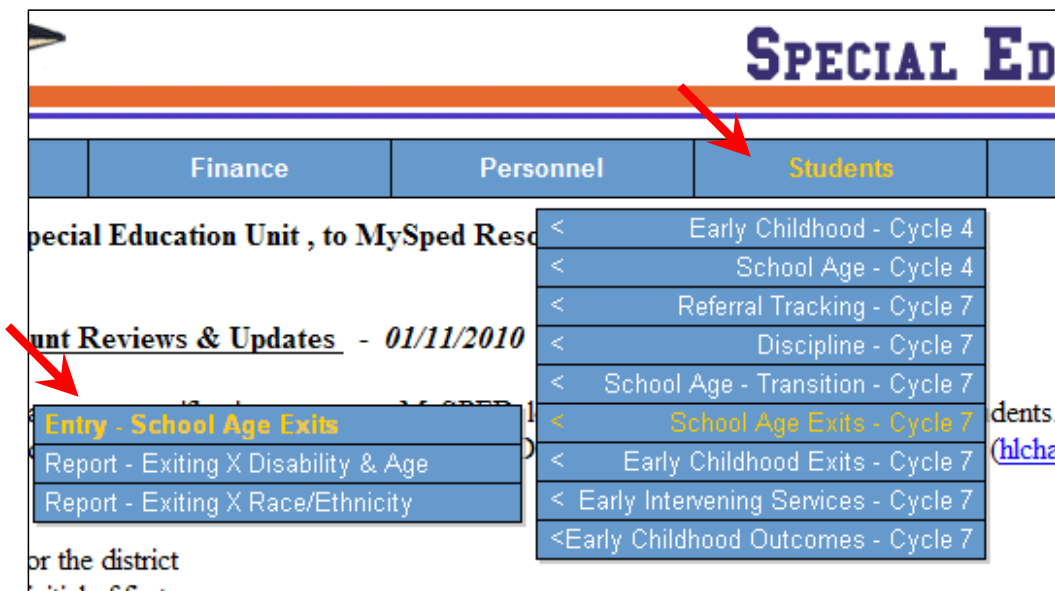 SPECIAL ED
Finance Personnel Students
pecial Education Unit , to MySped Reso
< Early Childhood - Cycle 4
< School Age - Cycle 4
< Referral Tracking - Cycle 7
unt Reviews & Updates - 01/11/2010
< Discipline - Cycle 7
< School Age - Transition - Cycle 7
< School Age Exits - Cycle 7
dents.
Entry - School Age Exits
Report - Exiting X Disability & Age
Report - Exiting X Race/Ethnicity
< Early Childhood Exits - Cycle 7
(hlcha
< Early Intervening Services - Cycle 7
<Early Childhood Outcomes - Cycle 7
or the district